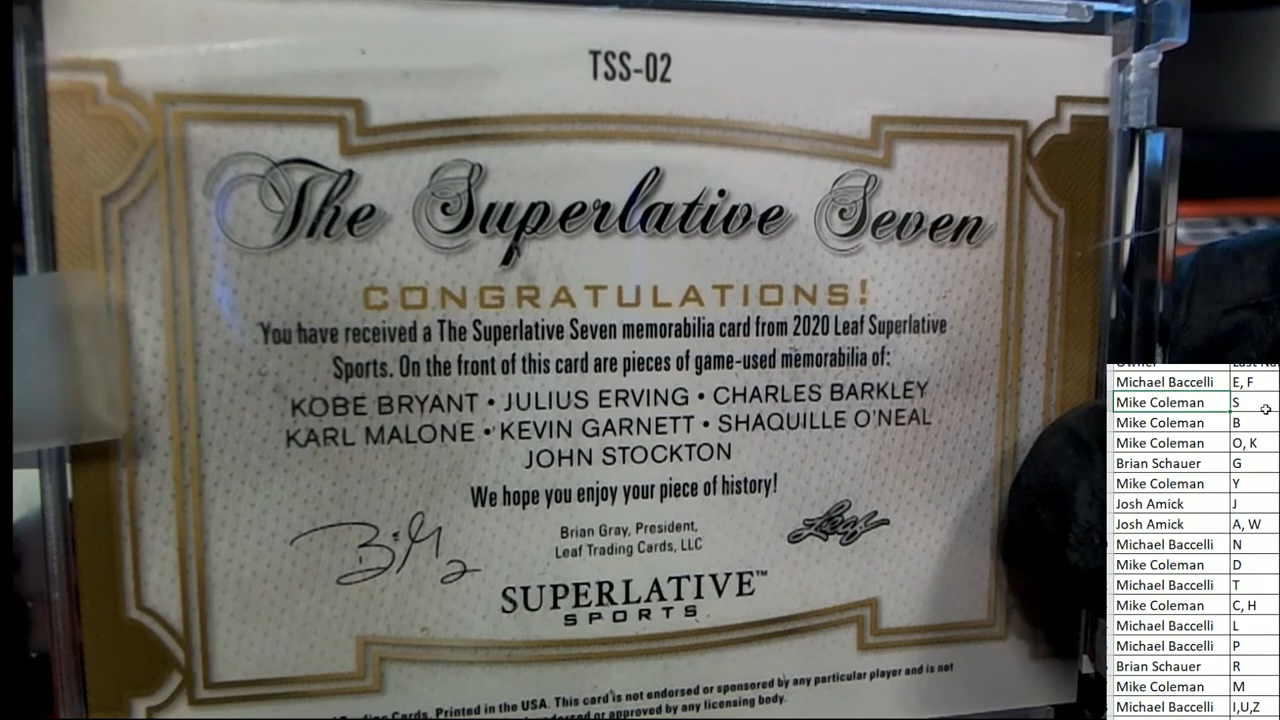 TSS-02
The Superlative Seven
CONGRATULATIONS!
You have received a The Superlative Seven memorabilia card from 2020 Leaf Superlative
Sports. On the front of this card are pieces of game-used memorabilia of:
KOBE BRYANT • JULIUS ERVING • CHARLES BARKLEY
KARL MALONE • KEVIN GARNETT • SHAQUILLE O'NEAL
JOHN STOCKTON
We hope you enjoy your piece of history!
Brian Gray, President,
Leaf Trading Cards, LLC
Leaf
SUPERLATIVE™
SPORTS
Cards. Printed in the USA. This card is not endorsed or sponsored by any particular player and is not
or approved by any licensing body.
Michael Baccelli E, F
Mike Coleman S
Mike Coleman B
Mike Coleman O, K
Brian Schauer G
Mike Coleman Y
Josh Amick J
Josh Amick A, W
Michael Baccelli N
Mike Coleman D
Michael Baccelli T
Mike Coleman C, H
Michael Baccelli L
Michael Baccelli P
Brian Schauer R
Mike Coleman M
Michael Baccelli I,U,Z